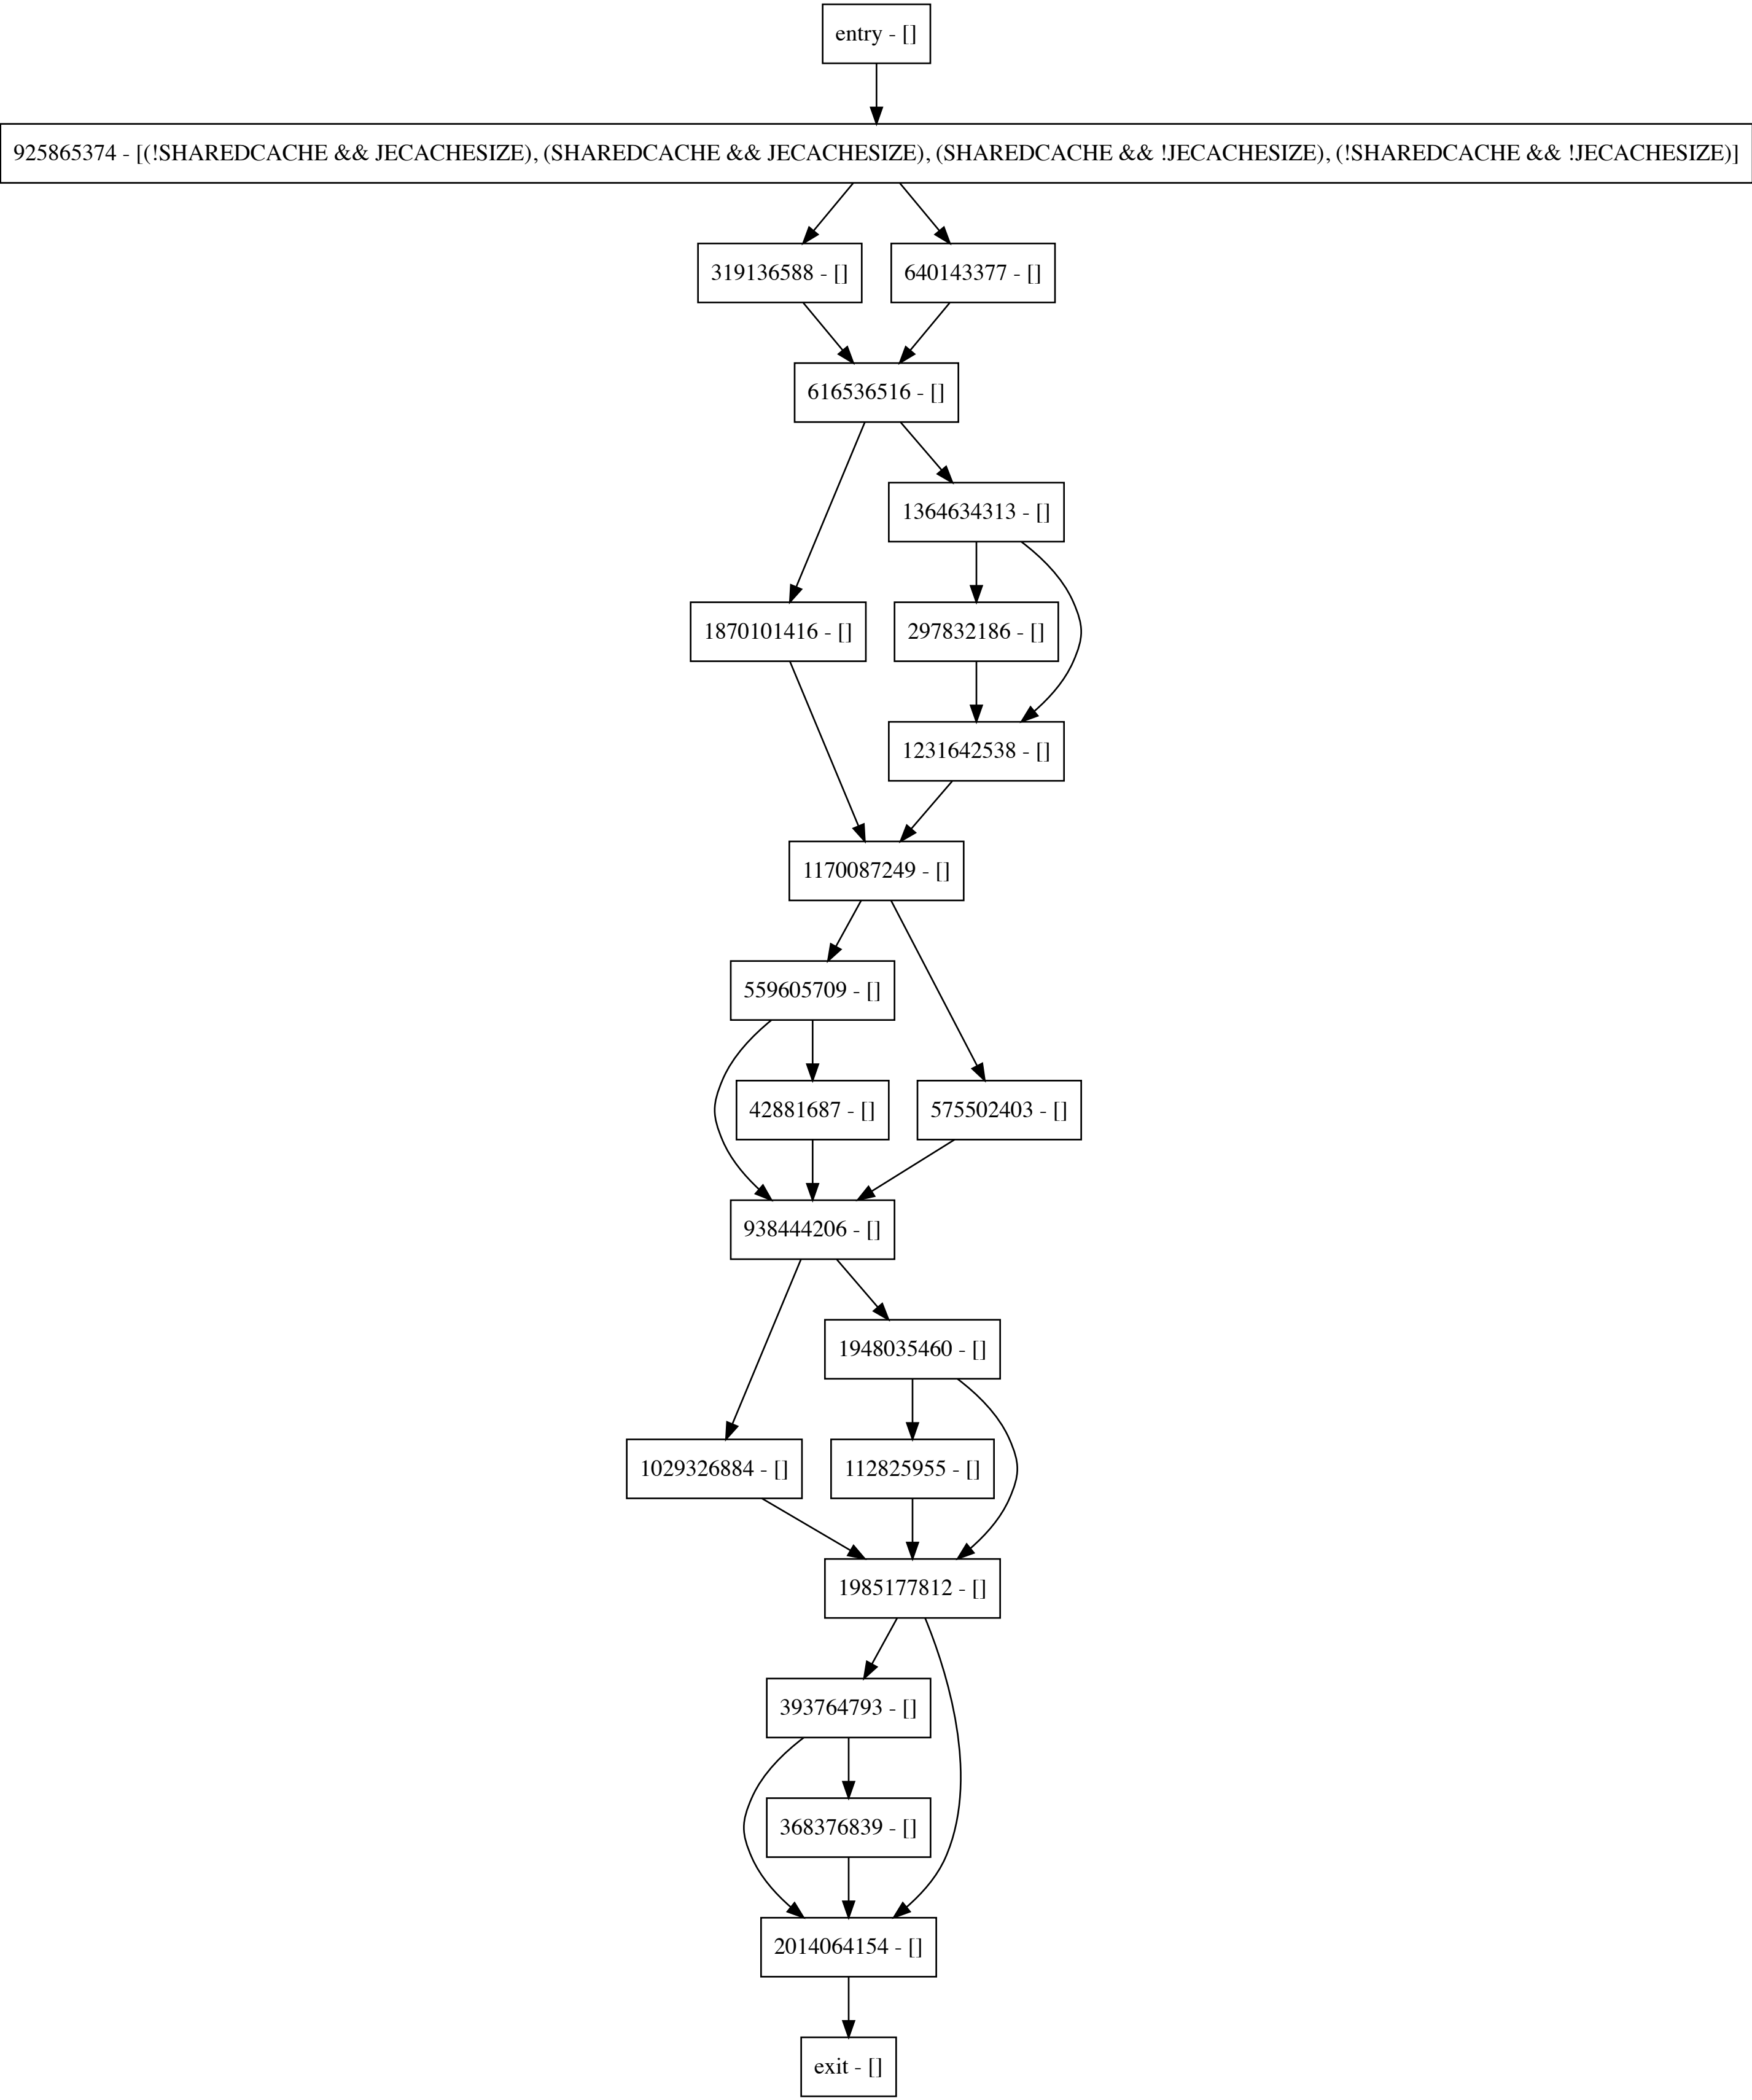 entry - []
925865374 - [(!SHAREDCACHE && JECACHESIZE), (SHAREDCACHE && JECACHESIZE), (SHAREDCACHE && !JECACHESIZE), (!SHAREDCACHE && !JECACHESIZE)]
319136588 - []
640143377 - []
616536516 - []
1364634313 - []
1870101416 - []
297832186 - []
1231642538 - []
1170087249 - []
559605709 - []
42881687 - []
575502403 - []
938444206 - []
1948035460 - []
1029326884 - []
112825955 - []
1985177812 - []
393764793 - []
368376839 - []
2014064154 - []
exit - []